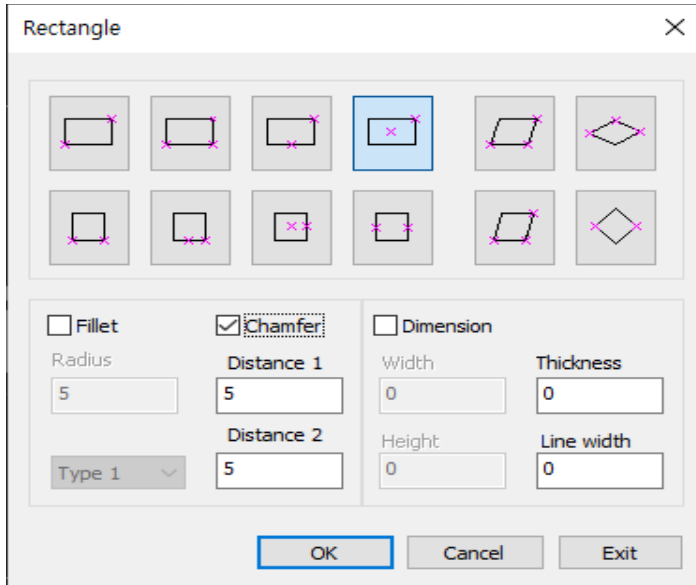 Rectangle
Fillet Chamfer Dimension
Radius Distance 1 Width Thickness
5 5 0 0
Distance 2 Height Line width
Type 1 5 0 0
OK Cancel Exit